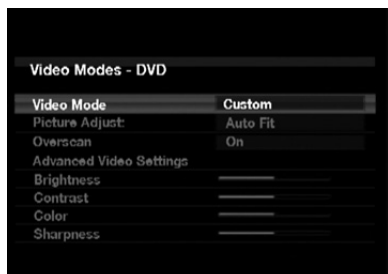 Video Modes - DVD
Video Mode Custom
Picture Adjust: Auto Fit
Overscan On
Advanced Video Settings
Brightness
Contrast
Color
Sharpness